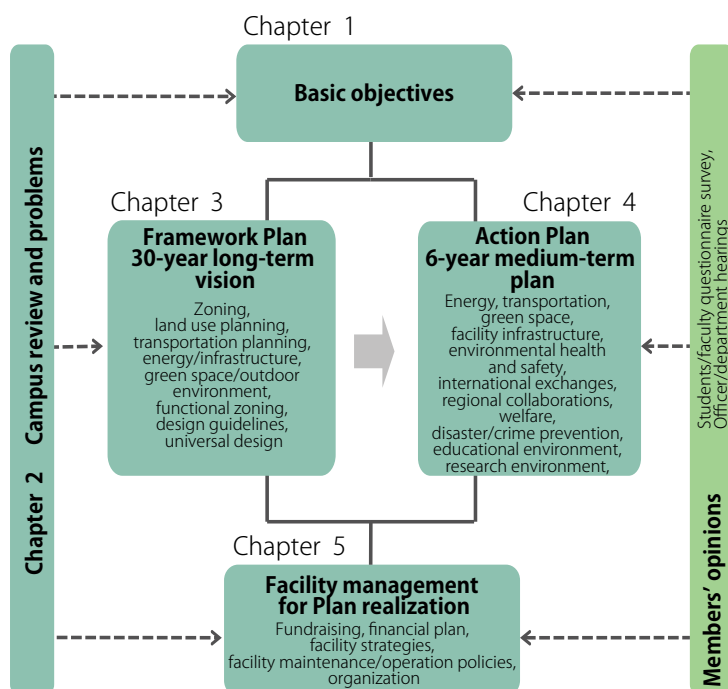 Chapter 1
Basic objectives
Chapter 3
Framework Plan
30-year long-term
vision
Zoning,
land use planning,
transportation planning,
energy/infrastructure,
green space/outdoor
environment,
functional zoning,
design guidelines,
universal design
Chapter 4
Action Plan
6-year medium-term
plan
Energy, transportation,
green space,
facility infrastructure,
environmental health
and safety,
international exchanges,
regional collaborations,
welfare,
disaster/crime prevention,
educational environment,
research environment,
Chapter 5
Facility management
for Plan realization
Fundraising, financial plan,
facility strategies,
facility maintenance/operation policies,
organization
Chapter 2 Campus review and problems
Members’ opinions
Students/faculty questionnaire survey,
Officer/department hearings